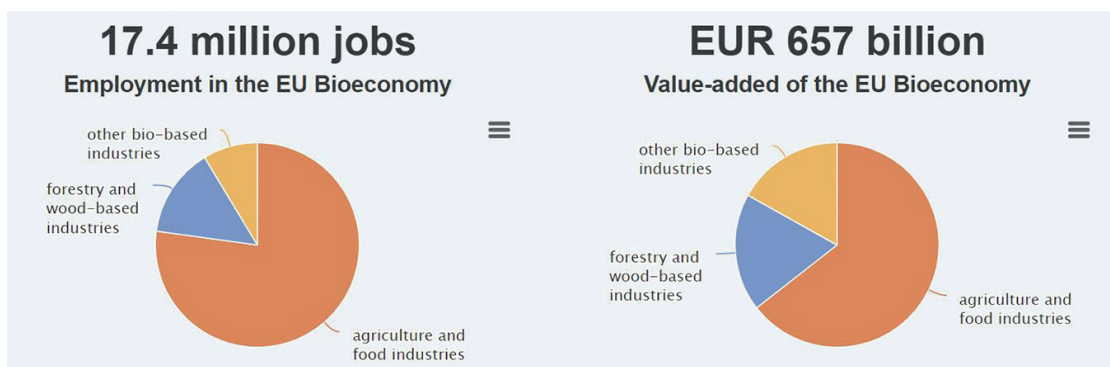 17.4 million jobs
Employment in the EU Bioeconomy
other bio-based
industries
forestry and
wood-based
industries
agriculture and
food industries
EUR 657 billion
Value-added of the EU Bioeconomy
other bio-based
industries
forestry and
wood-based
industries
agriculture and
food industries